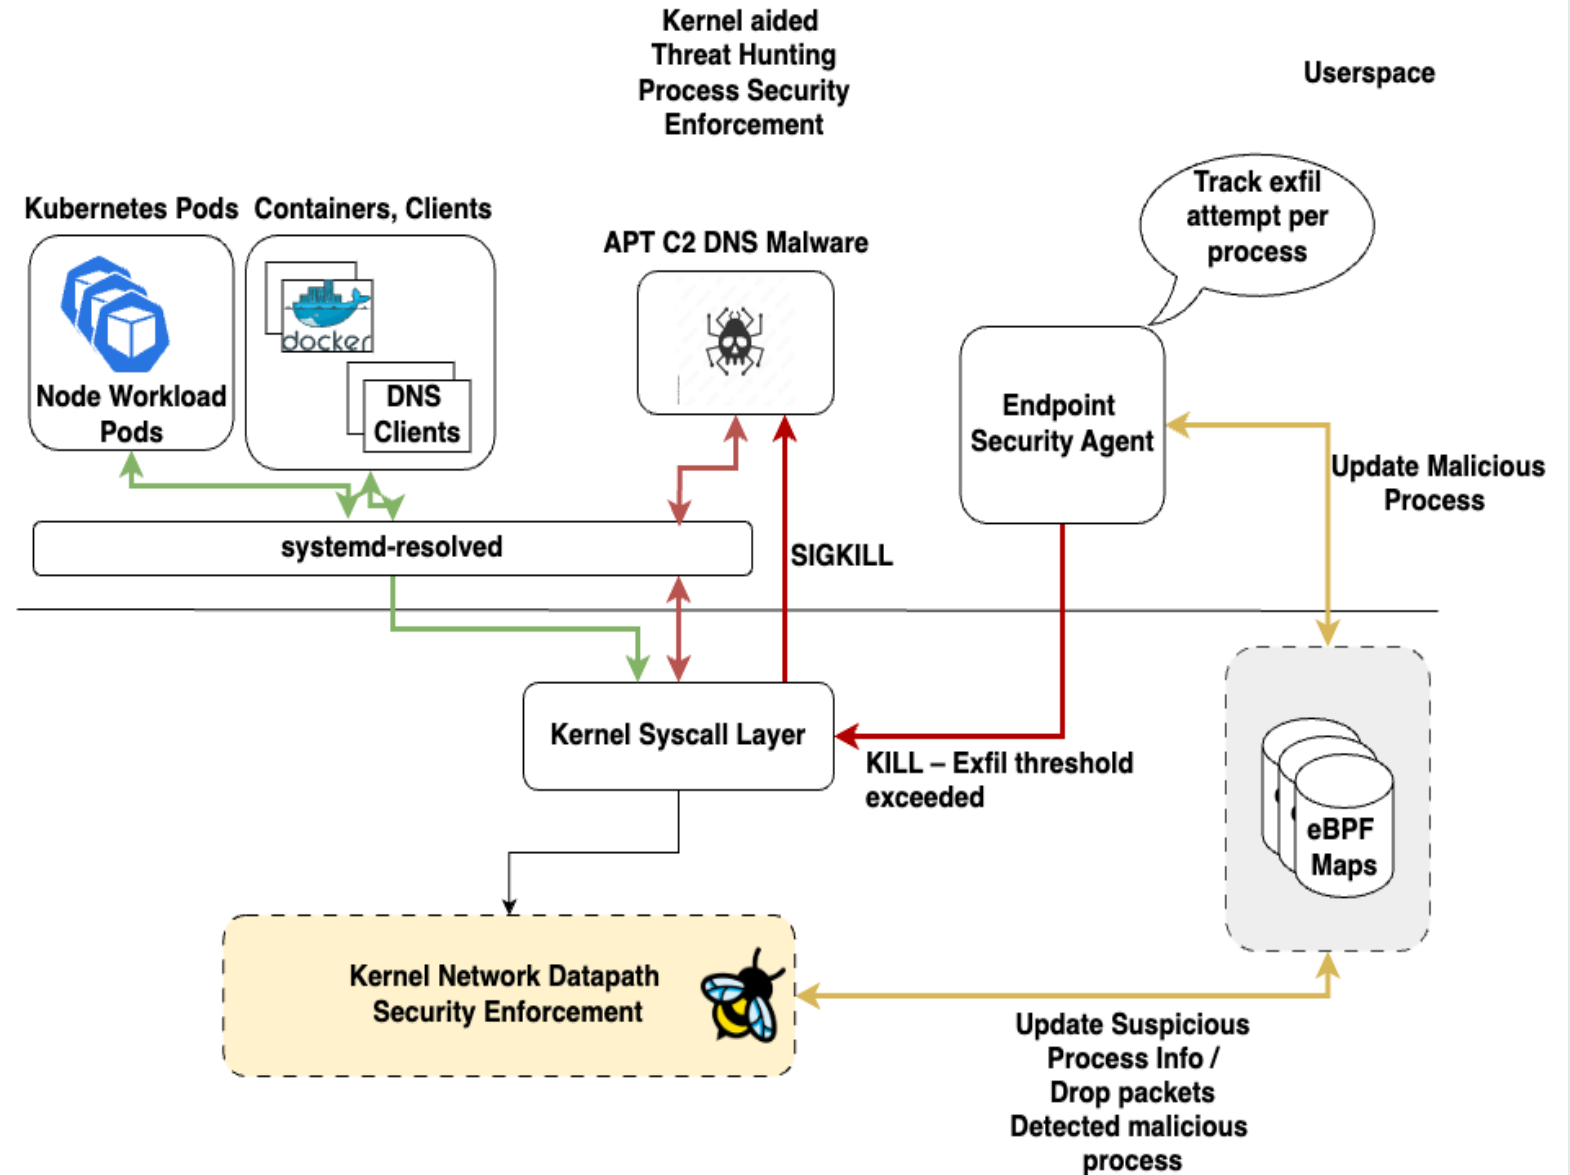 Kernel aided
Threat Hunting
Process Security
Enforcement
Userspace
Track exfil
attempt per
process
Kubernetes Pods
Containers, Clients
APT C2 DNS Malware
docker
Node Workload
Pods
DNS
Clients
Endpoint
Security Agent
Update Malicious
Process
systemd-resolved
SIGKILL
Kernel Syscall Layer
KILL – Exfil threshold
exceeded
eBPF
Maps
Kernel Network Datapath
Security Enforcement
Update Suspicious
Process Info /
Drop packets
Detected malicious
process